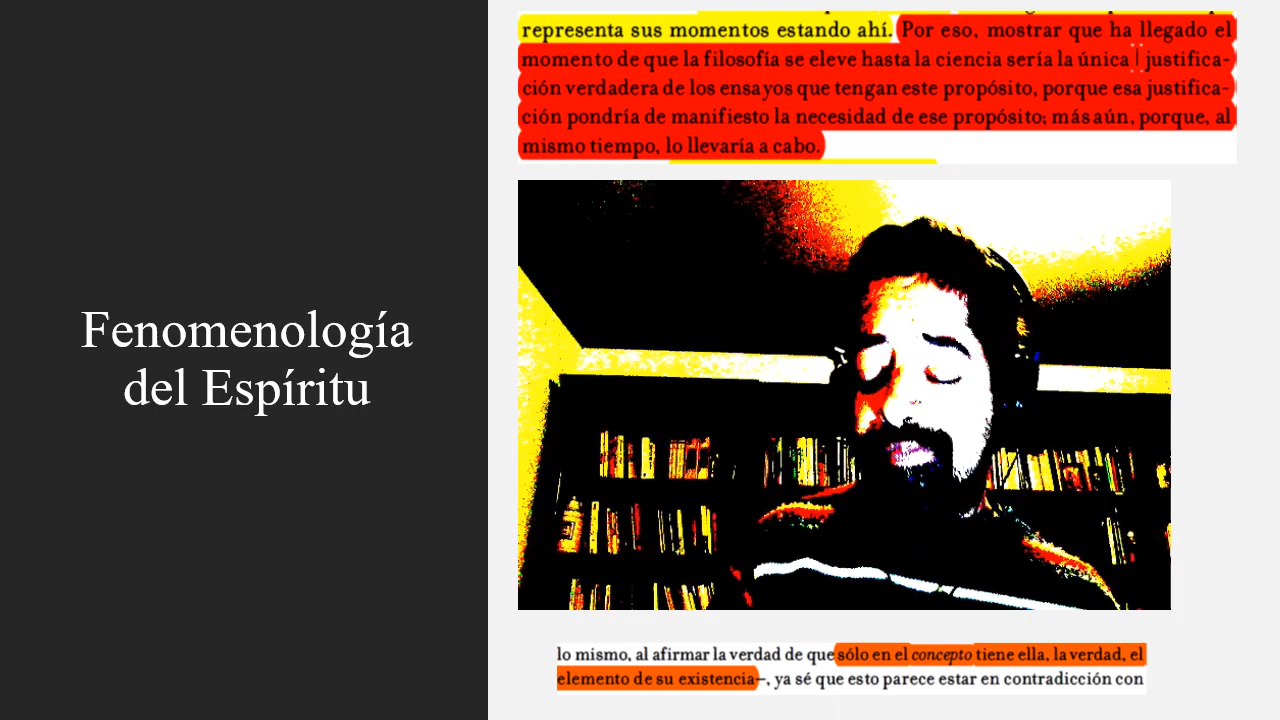 Fenomenología
del Espíritu
representa sus momentos estando ahí. Por eso, mostrar que ha llegado el
momento de que la filosofía se eleve hasta la ciencia sería la única | justifica-
ción verdadera de los ensayos que tengan este propósito, porque esa justifica-
ción pondría de manifiesto la necesidad de ese propósito; más aún, porque, al
mismo tiempo, lo llevaría a cabo.
lo mismo, al afirmar la verdad de que sólo en el concepto tiene ella, la verdad, el
elemento de su existencia—, ya sé que esto parece estar en contradicción con